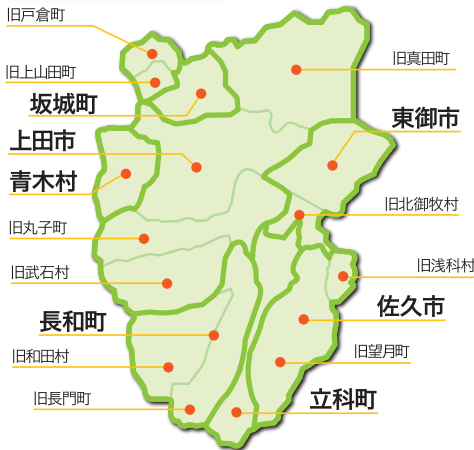 旧戸倉町
旧真田町
旧上山田町
坂城町
東御市
上田市
青木村
旧北御牧村
旧丸子町
旧浅科村
旧武石村
佐久市
長和町
旧望月町
旧和田村
旧長門町
立科町